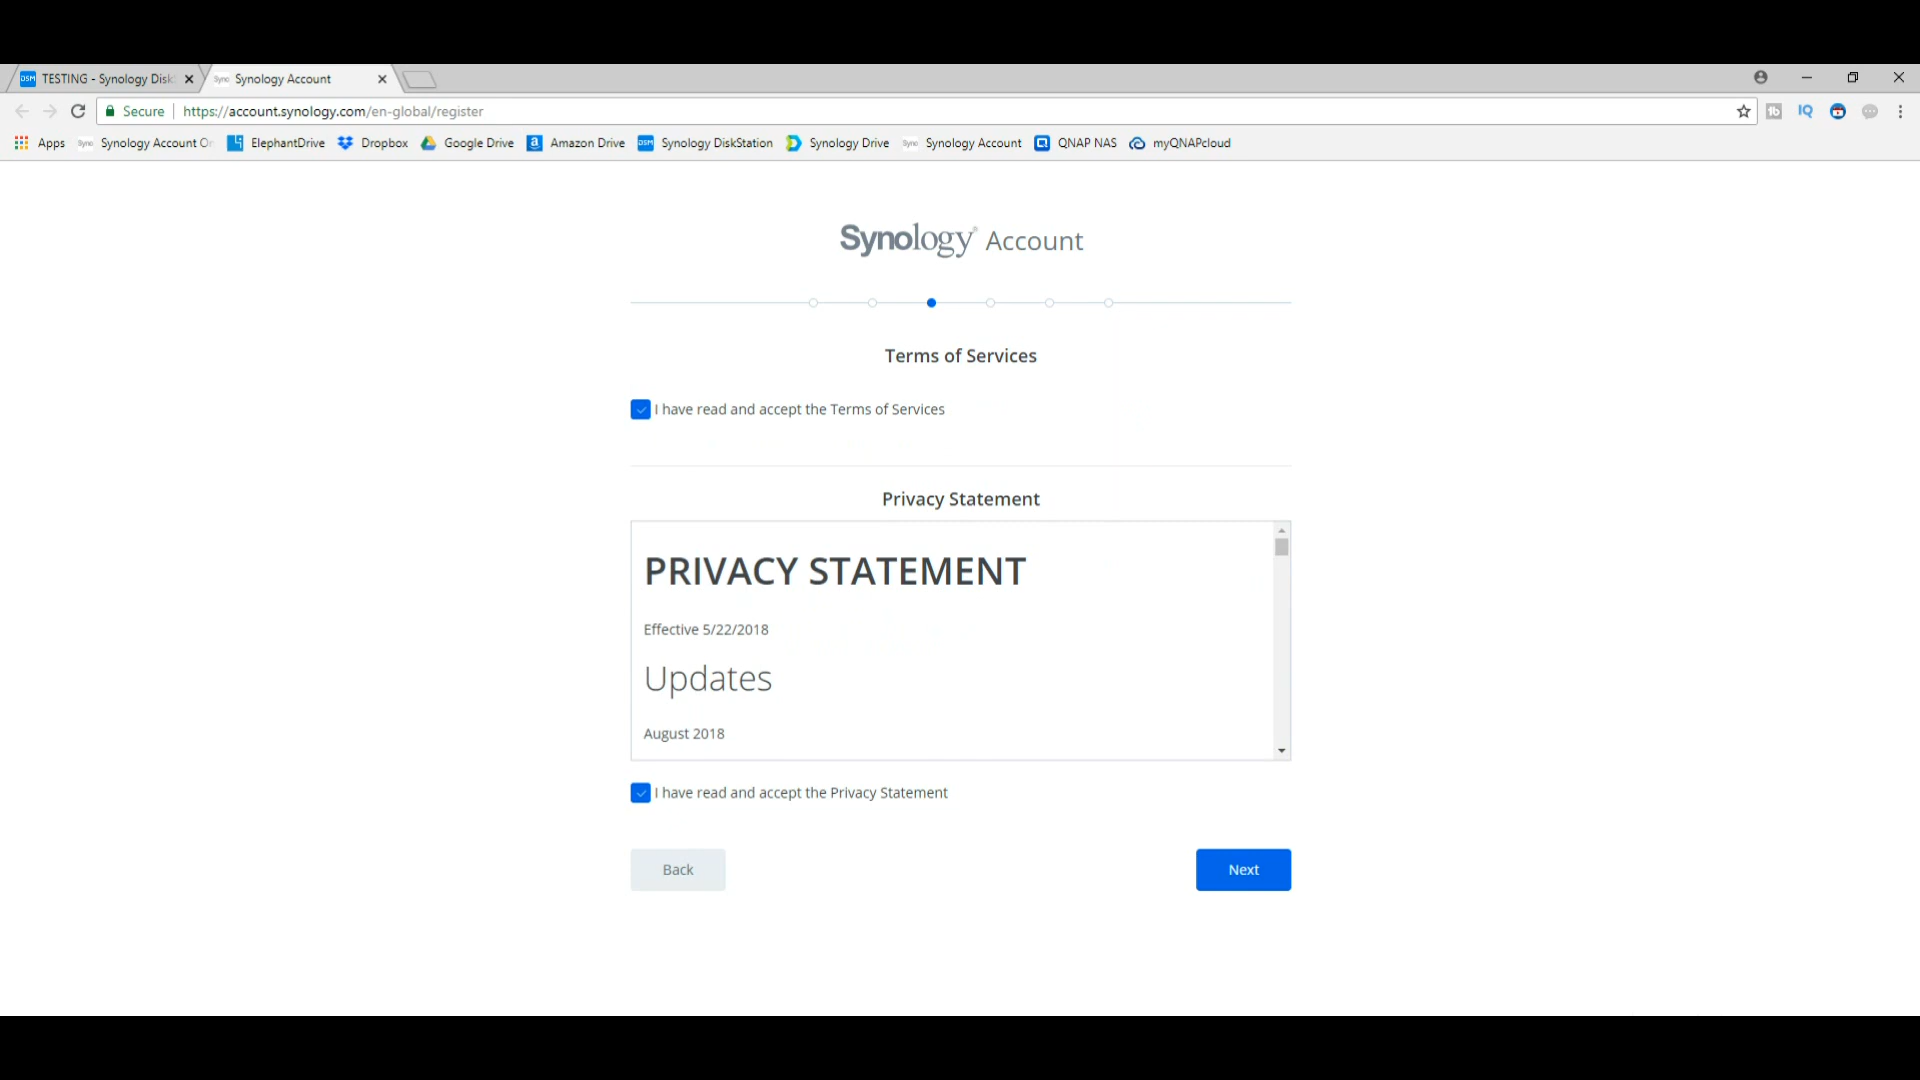 TESTING - Synology Disk
Synology Account
Secure
https://account.synology.com/en-global/register
Apps
Synology Account O
ElephantDrive
Dropbox
Google Drive
Amazon Drive
Synology DiskStation
Synology Drive
Synology Account
QNAP NAS
myQNAPcloud
Synology Account
Terms of Services
I have read and accept the Terms of Services
Privacy Statement
PRIVACY STATEMENT
Effective 5/22/2018
Updates
August 2018
I have read and accept the Privacy Statement
Back
Next